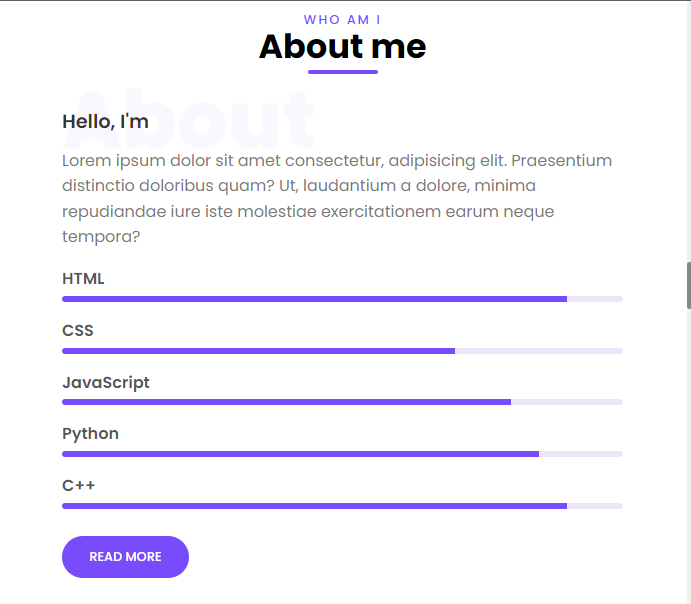 WHO AM I
About me
About
Hello, I'm
Lorem ipsum dolor sit amet consectetur, adipisicing elit. Praesentium
distinctio doloribus quam? Ut, laudantium a dolore, minima
repudiandae iure iste molestiae exercitationem earum neque
tempora?
HTML
CSS
JavaScript
Python
C++
READ MORE